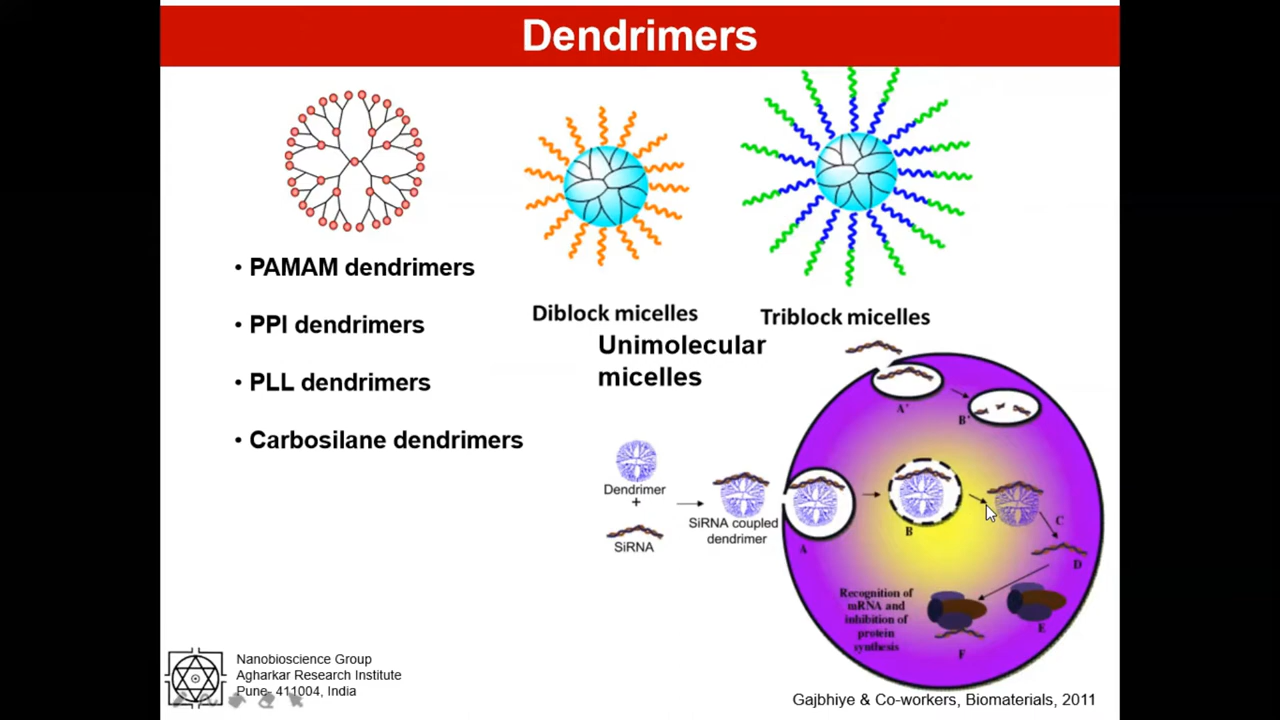 Dendrimers
• PAMAM dendrimers
• PPI dendrimers
• PLL dendrimers
• Carbosilane dendrimers
Diblock micelles
Triblock micelles
Unimolecular
micelles
Dendrimer
+
SiRNA
SiRNA coupled
dendrimer
A'
B'
A
B
C
D
E
F
Recognition of
mRNA and
inhibition of
protein
synthesis
Nanobioscience Group
Agharkar Research Institute
Pune- 411004, India
Gajbhiye & Co-workers, Biomaterials, 2011